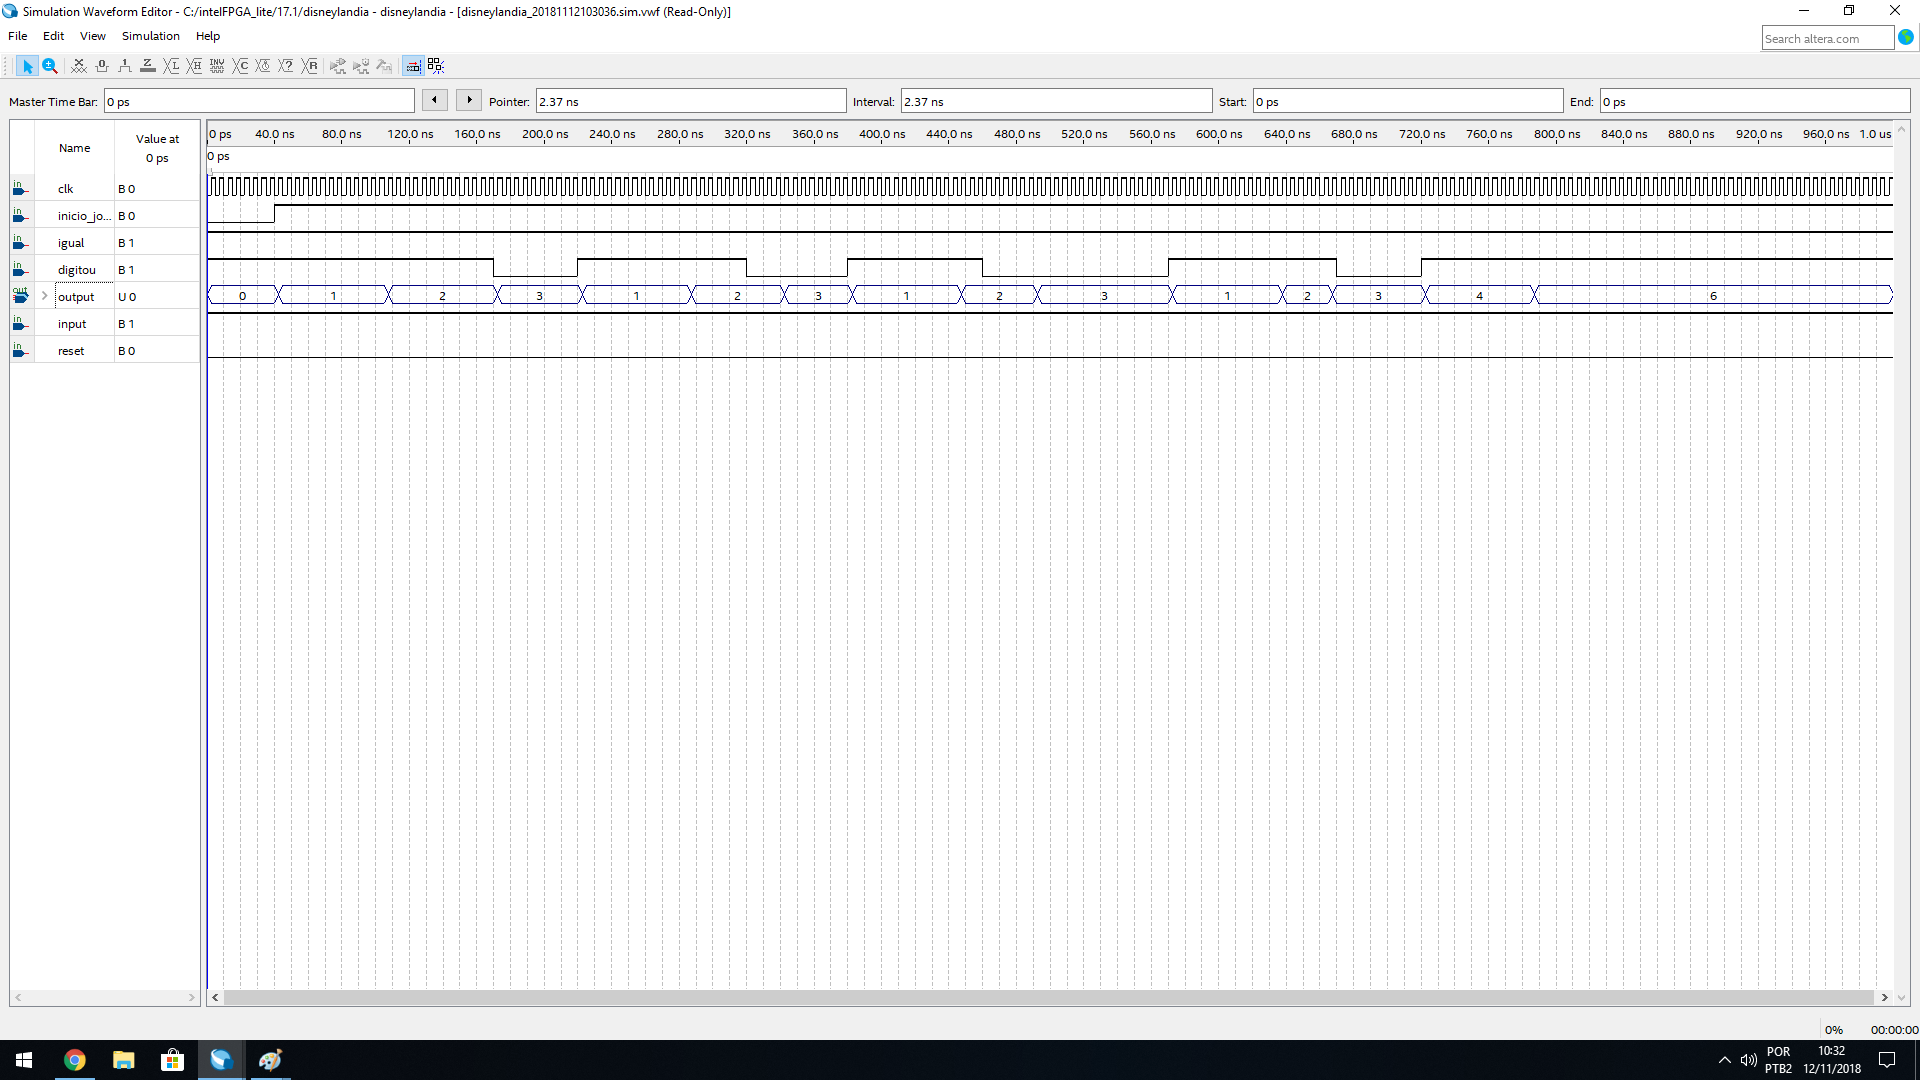 Simulation Waveform Editor - C:/intelFPGA_lite/17.1/disneylandia - disneylandia - [disneylandia_20181112103036.sim.vwf (Read-Only)]
File Edit View Simulation Help
Search altera.com
Master Time Bar: 0 ps Pointer: 2.37 ns Interval: 2.37 ns Start: 0 ps End: 0 ps
Name Value at 0 ps
0 ps 40.0 ns 80.0 ns 120.0 ns 160.0 ns 200.0 ns 240.0 ns 280.0 ns 320.0 ns 360.0 ns 400.0 ns 440.0 ns 480.0 ns 520.0 ns 560.0 ns 600.0 ns 640.0 ns 680.0 ns 720.0 ns 760.0 ns 800.0 ns 840.0 ns 880.0 ns 920.0 ns 960.0 ns 1.0 us
0 ps
in clk B 0
in inicio_jo... B 0
in igual B 1
in digitou B 1
out output U 0 0 1 2 3 1 2 3 1 2 3 1 2 3 4 6
in input B 1
in reset B 0
0% 00:00:00
POR 10:32
PTB2 12/11/2018